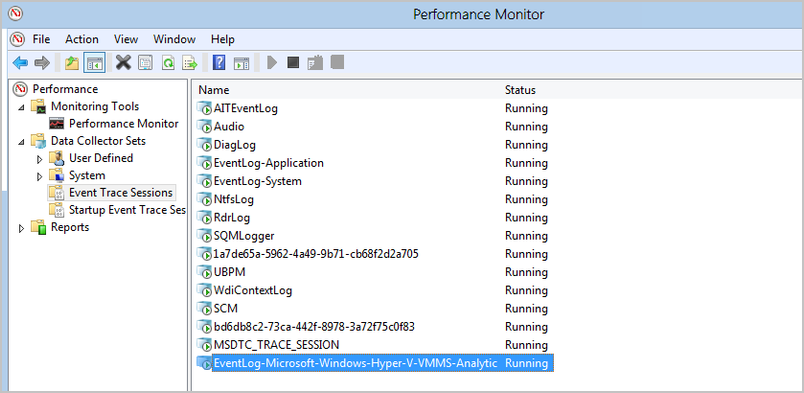 Performance Monitor
File Action View Window Help
Performance
Monitoring Tools
Performance Monitor
Data Collector Sets
User Defined
System
Event Trace Sessions
Startup Event Trace Ses
Reports
Name Status
AITEventLog Running
Audio Running
DiagLog Running
EventLog-Application Running
EventLog-System Running
NtfsLog Running
RdrLog Running
SQMLogger Running
1a7de65a-5962-4a49-9b71-cb68f2d2a705 Running
UBPM Running
WdiContextLog Running
SCM Running
bd6db8c2-73ca-442f-8978-3a72f75c0f83 Running
MSDTC_TRACE_SESSION Running
EventLog-Microsoft-Windows-Hyper-V-VMMS-Analytic Running